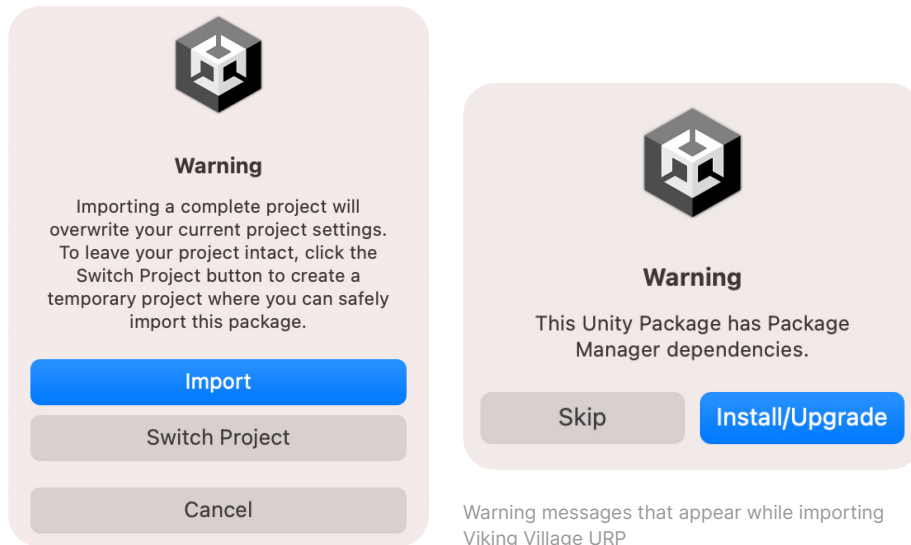 Warning
Importing a complete project will
overwrite your current project settings.
To leave your project intact, click the
Switch Project button to create a
temporary project where you can safely
import this package.
Import
Switch Project
Cancel
Warning
This Unity Package has Package
Manager dependencies.
Skip
Install/Upgrade
Warning messages that appear while importing
Viking Village URP